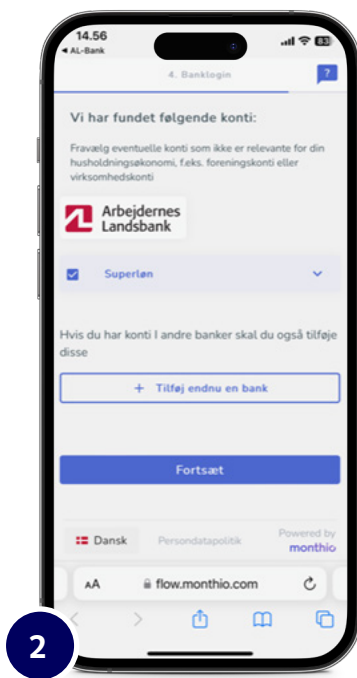 14.56
83
◀ AL-Bank
4. Banklogin
?
Vi har fundet følgende konti:
Fravælg eventuelle konti som ikke er relevante for din
husholdningsøkonomi, f.eks. foreningskonti eller
virksomhedskonti
Arbejdernes
Landsbank
Superløn
Hvis du har konti I andre banker skal du også tilføje
disse
+ Tilføj endnu en bank
Fortsæt
Dansk
Persondatapolitik
Powered by
monthio
AA
flow.monthio.com
2